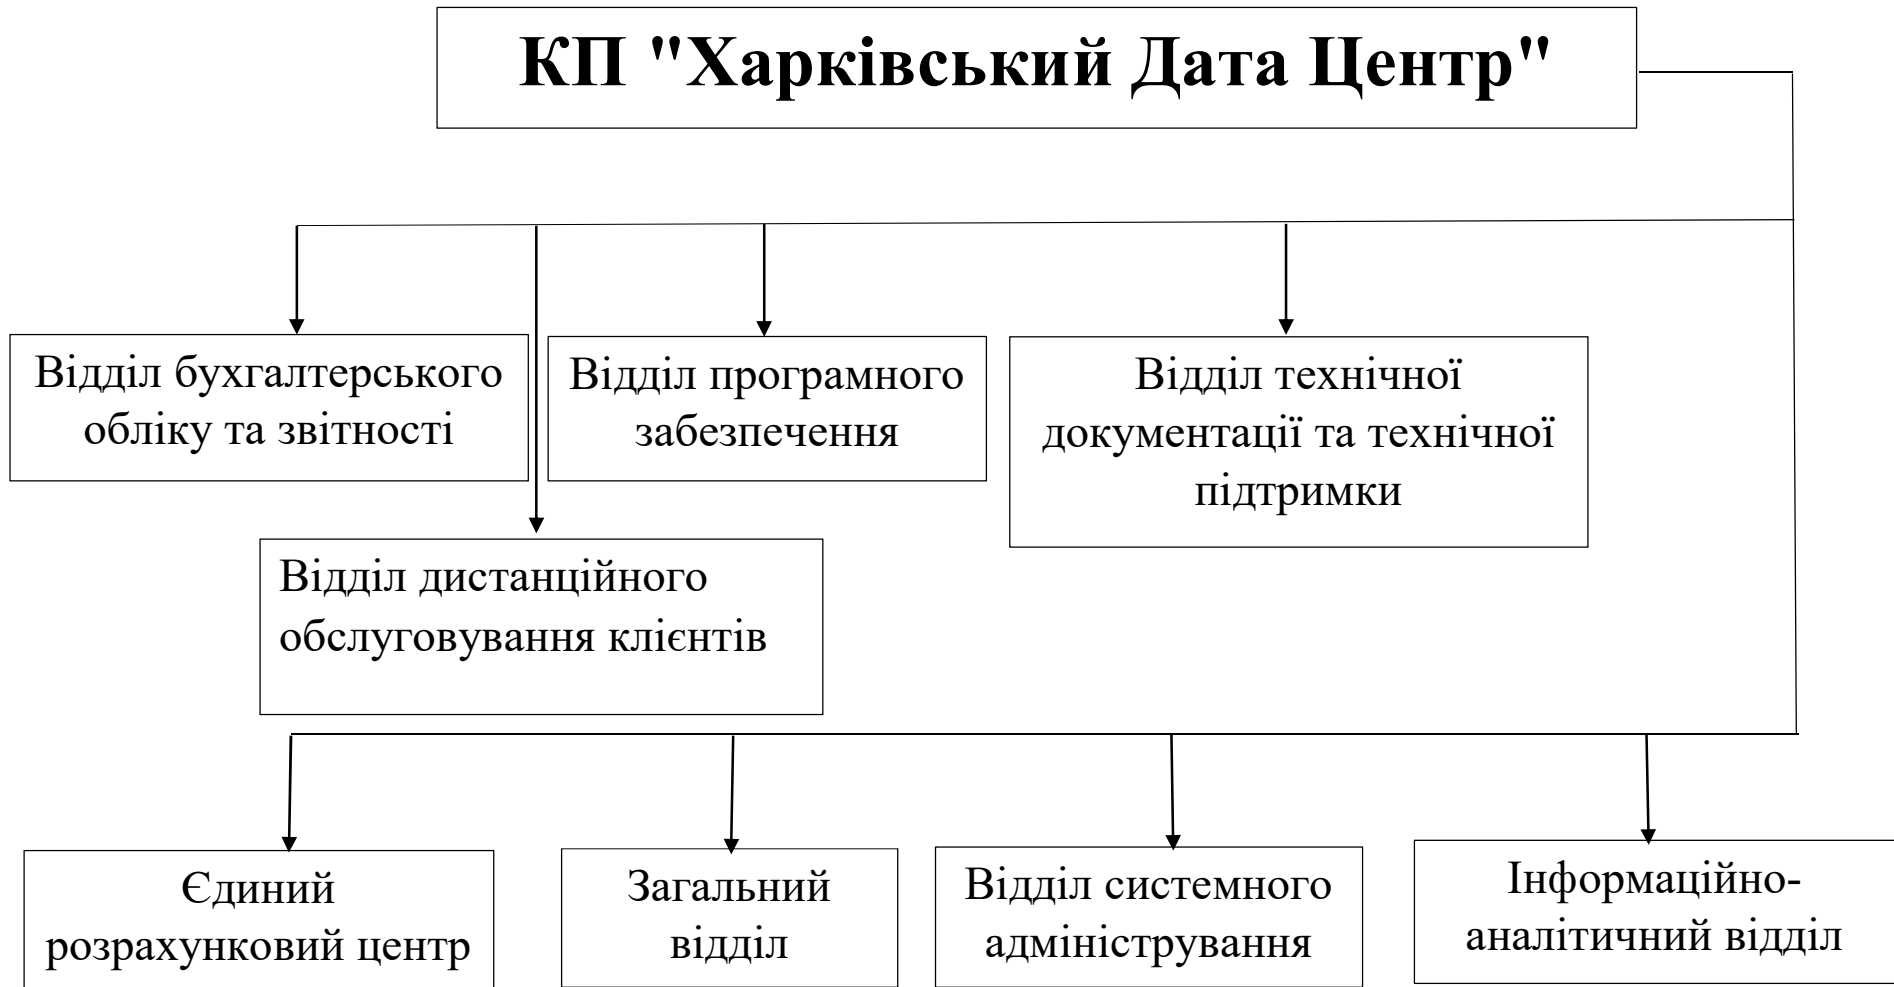 КП "Харківський Дата Центр"
Відділ бухгалтерського
обліку та звітності
Відділ програмного
забезпечення
Відділ технічної
документації та технічної
підтримки
Відділ дистанційного
обслуговування клієнтів
Єдиний
розрахунковий центр
Загальний
відділ
Відділ системного
адміністрування
Інформаційно-
аналітичний відділ